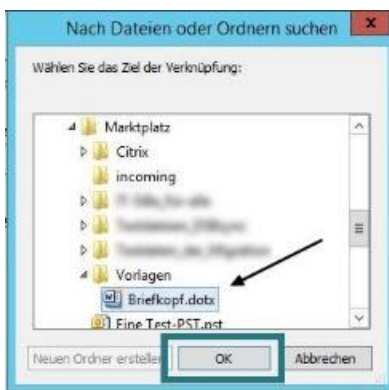 Nach Dateien oder Ordnern suchen
x
Wählen Sie das Ziel der Verknüpfung:
Marktplatz
Citrix
incoming
Vorlagen
Briefkopf.dotx
Eine Test-PST.pst
Neuen Ordner erstellen
OK
Abbrechen